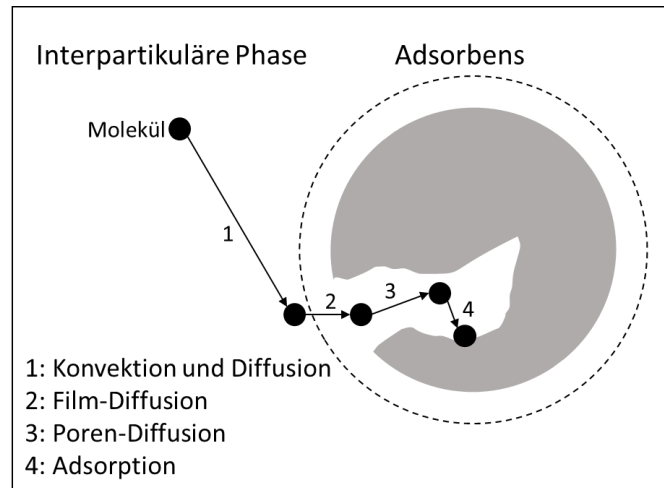 Interpartikuläre Phase
Adsorbens
Molekül
1
2
3
4
1: Konvektion und Diffusion
2: Film-Diffusion
3: Poren-Diffusion
4: Adsorption